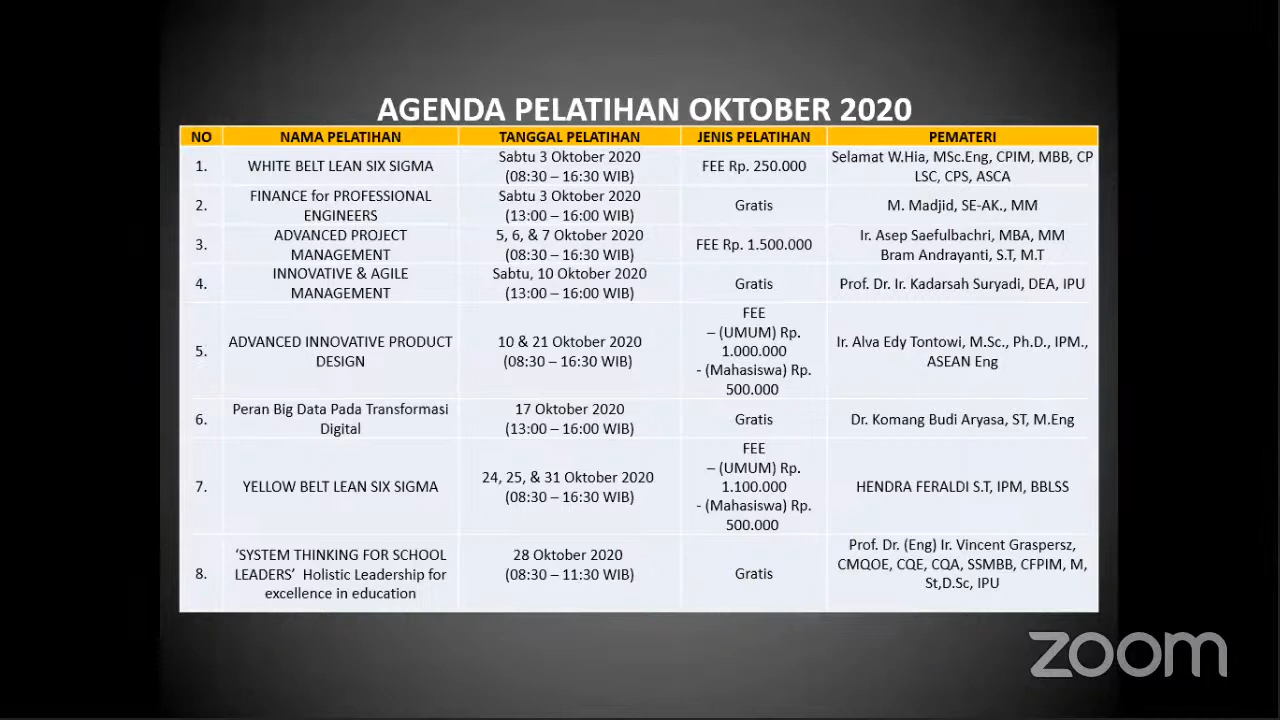 AGENDA PELATIHAN OKTOBER 2020
NO NAMA PELATIHAN TANGGAL PELATIHAN JENIS PELATIHAN PEMATERI
1. WHITE BELT LEAN SIX SIGMA
Sabtu 3 Oktober 2020
(08:30 – 16:30 WIB)
FEE Rp. 250.000
Selamat W.Hia, MSc.Eng, CPIM, MBB, CP
LSC, CPS, ASCA
2.
FINANCE for PROFESSIONAL
ENGINEERS
Sabtu 3 Oktober 2020
(13:00 – 16:00 WIB)
Gratis
M. Madjid, SE-AK., MM
3.
ADVANCED PROJECT
MANAGEMENT
5, 6, & 7 Oktober 2020
(08:30 – 16:30 WIB)
FEE Rp. 1.500.000
Ir. Asep Saefulbachri, MBA, MM
Bram Andrayanti, S.T, M.T
4.
INNOVATIVE & AGILE
MANAGEMENT
Sabtu, 10 Oktober 2020
(13:00 – 16:00 WIB)
Gratis
Prof. Dr. Ir. Kadarsah Suryadi, DEA, IPU
5.
ADVANCED INNOVATIVE PRODUCT
DESIGN
10 & 21 Oktober 2020
(08:30 – 16:30 WIB)
FEE
– (UMUM) Rp.
1.000.000
- (Mahasiswa) Rp.
500.000
Ir. Alva Edy Tontowi, M.Sc., Ph.D., IPM.,
ASEAN Eng
6.
Peran Big Data Pada Transformasi
Digital
17 Oktober 2020
(13:00 – 16:00 WIB)
Gratis
Dr. Komang Budi Aryasa, ST, M.Eng
7.
YELLOW BELT LEAN SIX SIGMA
24, 25, & 31 Oktober 2020
(08:30 – 16:30 WIB)
FEE
– (UMUM) Rp.
1.100.000
- (Mahasiswa) Rp.
500.000
HENDRA FERALDI S.T, IPM, BBLSS
8.
‘SYSTEM THINKING FOR SCHOOL
LEADERS’ Holistic Leadership for
excellence in education
28 Oktober 2020
(08:30 – 11:30 WIB)
Gratis
Prof. Dr. (Eng) Ir. Vincent Graspersz,
CMQOE, CQE, CQA, SSMBB, CFPIM, M,
St,D.Sc, IPU
zoom